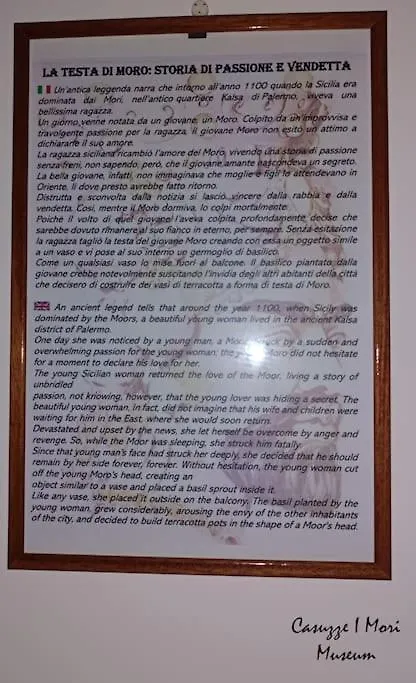 LA TESTA DI MORO: STORIA DI PASSIONE E VENDETTA
Un'antica leggenda narra che intorno all'anno 1100 quando la Sicilia era
dominata dai Mori, nell'antico quartiere Kalsa di Palermo, viveva una
bellissima ragazza.
Un giorno venne notata da un giovane, un Moro. Colpito da un'improvvisa e
travolgente passione per la ragazza, il giovane Moro non esitò un attimo a
dichiararle il suo amore.
La ragazza siciliana ricambiò l'amore del Moro, vivendo una storia di passione
senza freni, non sapendo, però, che il giovane amante nascondeva un segreto.
La bella giovane, infatti, non immaginava che moglie e figli lo attendevano in
Oriente, lì dove presto avrebbe fatto ritorno.
Distrutta e sconvolta dalla notizia si lasciò vincere dalla rabbia e dalla
vendetta. Così, mentre il Moro dormiva, lo colpì mortalmente.
Poiché il volto di quel giovane l'aveva colpita profondamente, decise che
sarebbe dovuto rimanere al suo fianco in eterno, per sempre. Senza esitazione
la ragazza tagliò la testa del giovane Moro creando con essa un oggetto simile
a un vaso e vi pose al suo interno un germoglio di basilico.
Come un qualsiasi vaso lo mise fuori al balcone. Il basilico piantato dalla
giovane crebbe notevolmente suscitando l'invidia degli altri abitanti della città
che decisero di costruire dei vasi di terracotta a forma di testa di Moro.
An ancient legend tells that around the year 1100, when Sicily was
dominated by the Moors, a beautiful young woman lived in the ancient Kalsa
district of Palermo.
One day she was noticed by a young man, a Moor. Struck by a sudden and
overwhelming passion for the young woman, the young Moro did not hesitate
for a moment to declare his love for her.
The young Sicilian woman returned the love of the Moor, living a story of
unbridled
passion, not knowing, however, that the young lover was hiding a secret. The
beautiful young woman, in fact, did not imagine that his wife and children were
waiting for him in the East, where she would soon return.
Devastated and upset by the news, she let herself be overcome by anger and
revenge. So, while the Moor was sleeping, she struck him fatally.
Since that young man's face had struck her deeply, she decided that he should
remain by her side forever, forever. Without hesitation, the young woman cut
off the young Moro's head, creating an
object similar to a vase and placed a basil sprout inside it.
Like any vase, she placed it outside on the balcony. The basil planted by the
young woman, grew considerably, arousing the envy of the other inhabitants
of the city, and decided to build terracotta pots in the shape of a Moor's head.
Casuzze I Mori
Museum